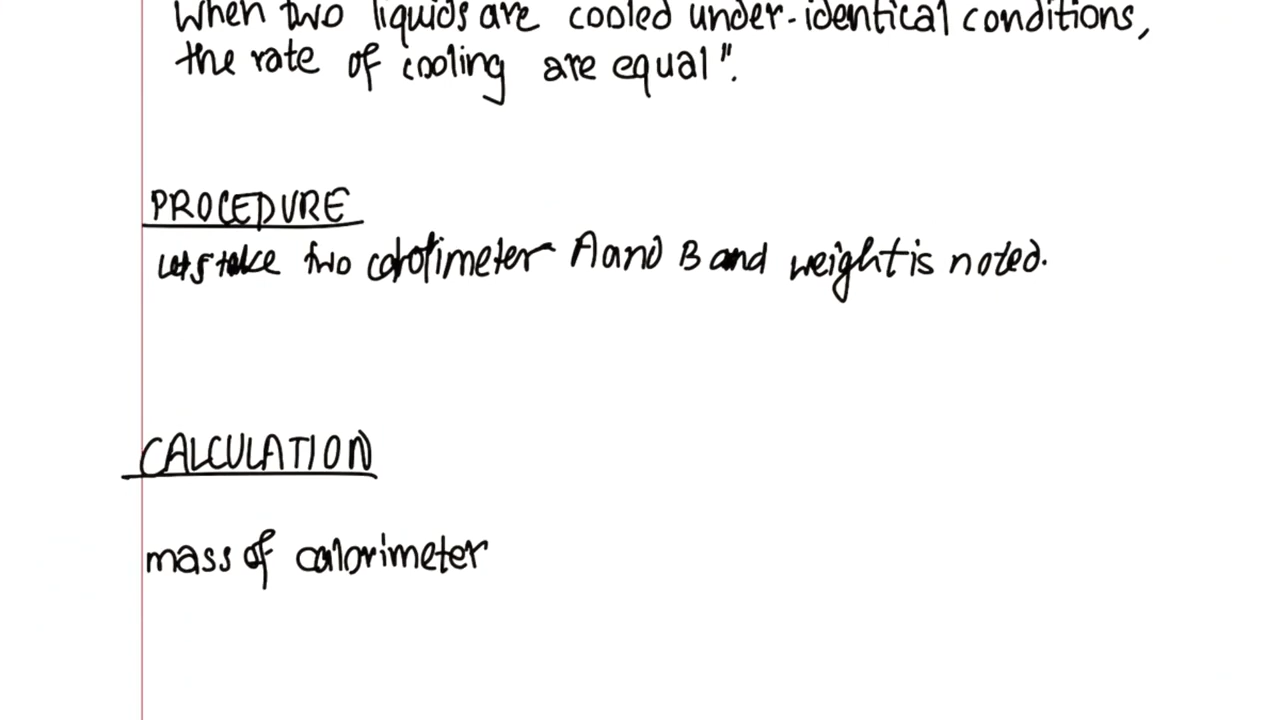 When two liquids are cooled under-identical conditions,
the rate of cooling are equal".
PROCEDURE
Lets take two calorimeter A and B and weight is noted.
CALCULATION
mass of calorimeter